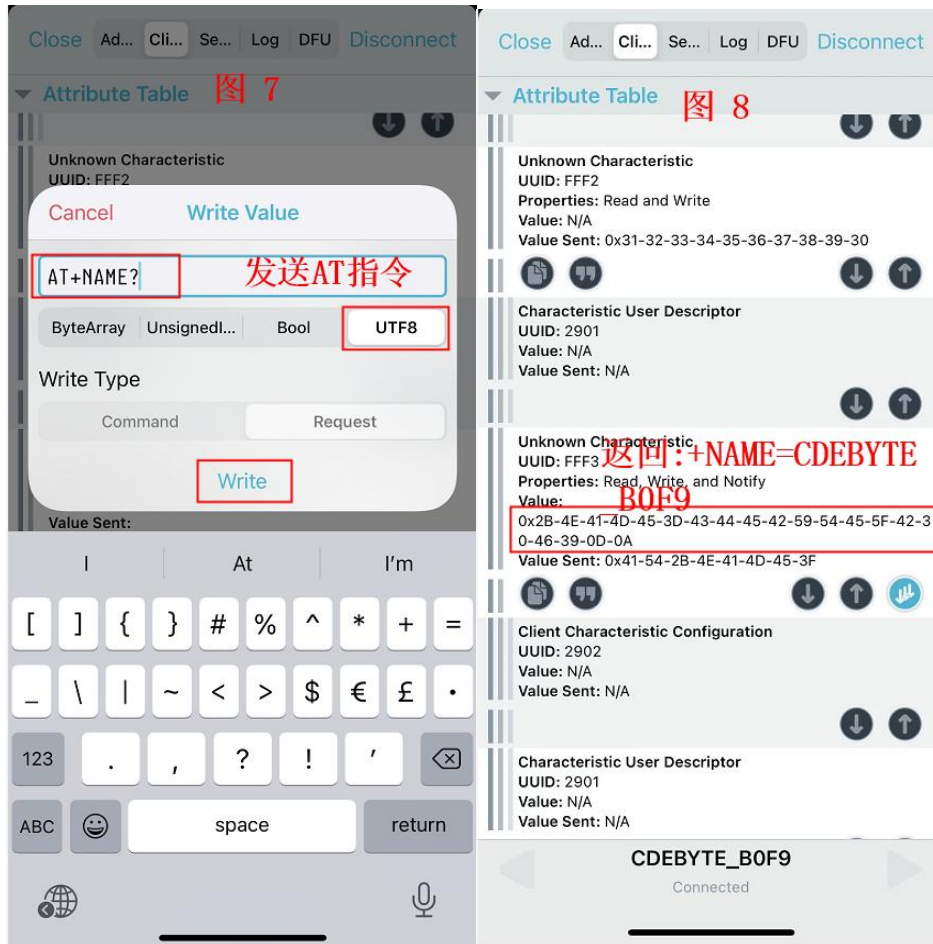 Close Ad... Cli... Se... Log DFU Disconnect
图 7
Attribute Table
Unknown Characteristic
UUID: FFF2
Cancel Write Value
AT+NAME?
发送AT指令
ByteArray UnsignedI... Bool UTF8
Write Type
Command Request
Write
Value Sent:
I At I'm
[ ] { } # % ^ * + =
_ \ | ~ < > $ € £ •
123 . , ? ! ’
ABC space return
Close Ad... Cli... Se... Log DFU Disconnect
Attribute Table
图 8
Unknown Characteristic
UUID: FFF2
Properties: Read and Write
Value: N/A
Value Sent: 0x31-32-33-34-35-36-37-38-39-30
Characteristic User Descriptor
UUID: 2901
Value: N/A
Value Sent: N/A
Unknown Characteristic
UUID: FFF3
返回:+NAME=CDEBYTE
_B0F9
Properties: Read, Write, and Notify
Value:
0x2B-4E-41-4D-45-3D-43-44-45-42-59-54-45-5F-42-3
0-46-39-0D-0A
Value Sent: 0x41-54-2B-4E-41-4D-45-3F
Client Characteristic Configuration
UUID: 2902
Value: N/A
Value Sent: N/A
Characteristic User Descriptor
UUID: 2901
Value: N/A
Value Sent: N/A
CDEBYTE_B0F9
Connected